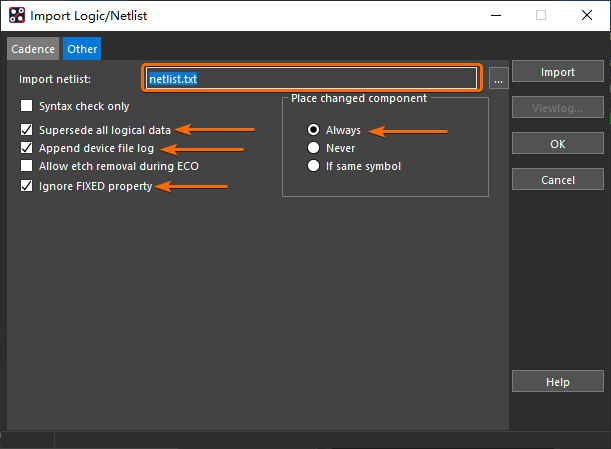 Import Logic/Netlist
Cadence Other
Import netlist: netlist.txt ...
Import
Syntax check only
Place changed component
Viewlog...
Supersede all logical data
Always
Append device file log
Never
OK
Allow etch removal during ECO
If same symbol
Ignore FIXED property
Cancel
Help